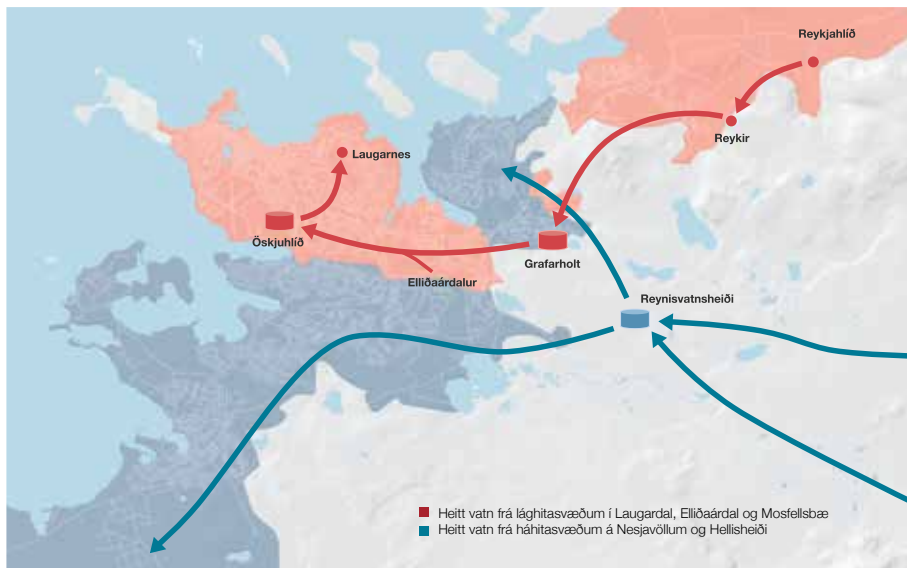 Reykjahlíð
Reykir
Laugarnes
Öskjuhlíð
Grafarholt
Elliðaárdalur
Reynisvatnsheiði
Heitt vatn frá lághitasvæðum í Laugardal, Elliðaárdal og Mosfellsbæ
Heitt vatn frá háhitasvæðum á Nesjavöllum og Hellisheiði